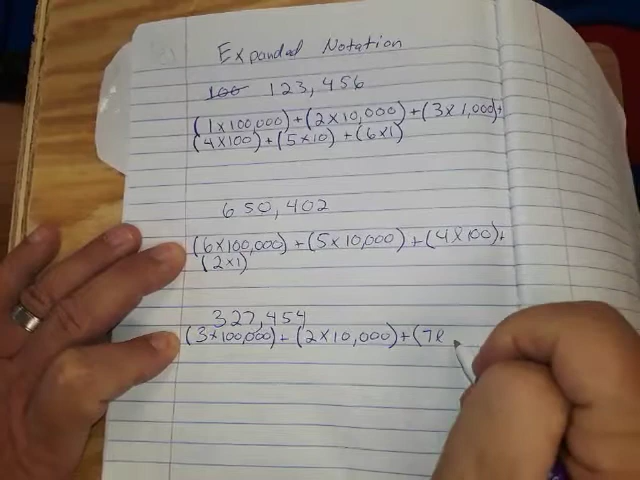 Expanded Notation
100 123,456
(1x100,000)+(2x10,000)+(3x1,000)+
(4x100)+(5x10)+(6x1)
650,402
(6x100,000)+(5x10,000)+(4x100)+
(2x1)
327,454
(3x100,000)+(2x10,000)+(7x